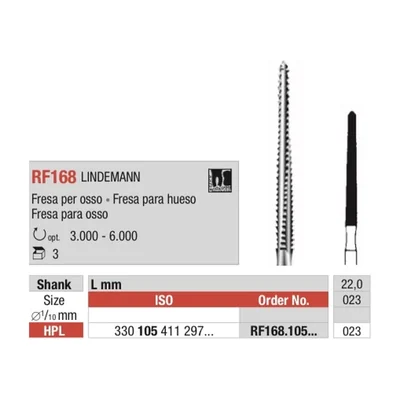 RF168 LINDEMANN
Fresa per osso • Fresa para hueso
Fresa para osso
opt. 3.000 - 6.000
3
Shank L mm 22,0
Size ISO Order No. 023
∅1/10 mm
HPL 330 105 411 297... RF168.105... 023